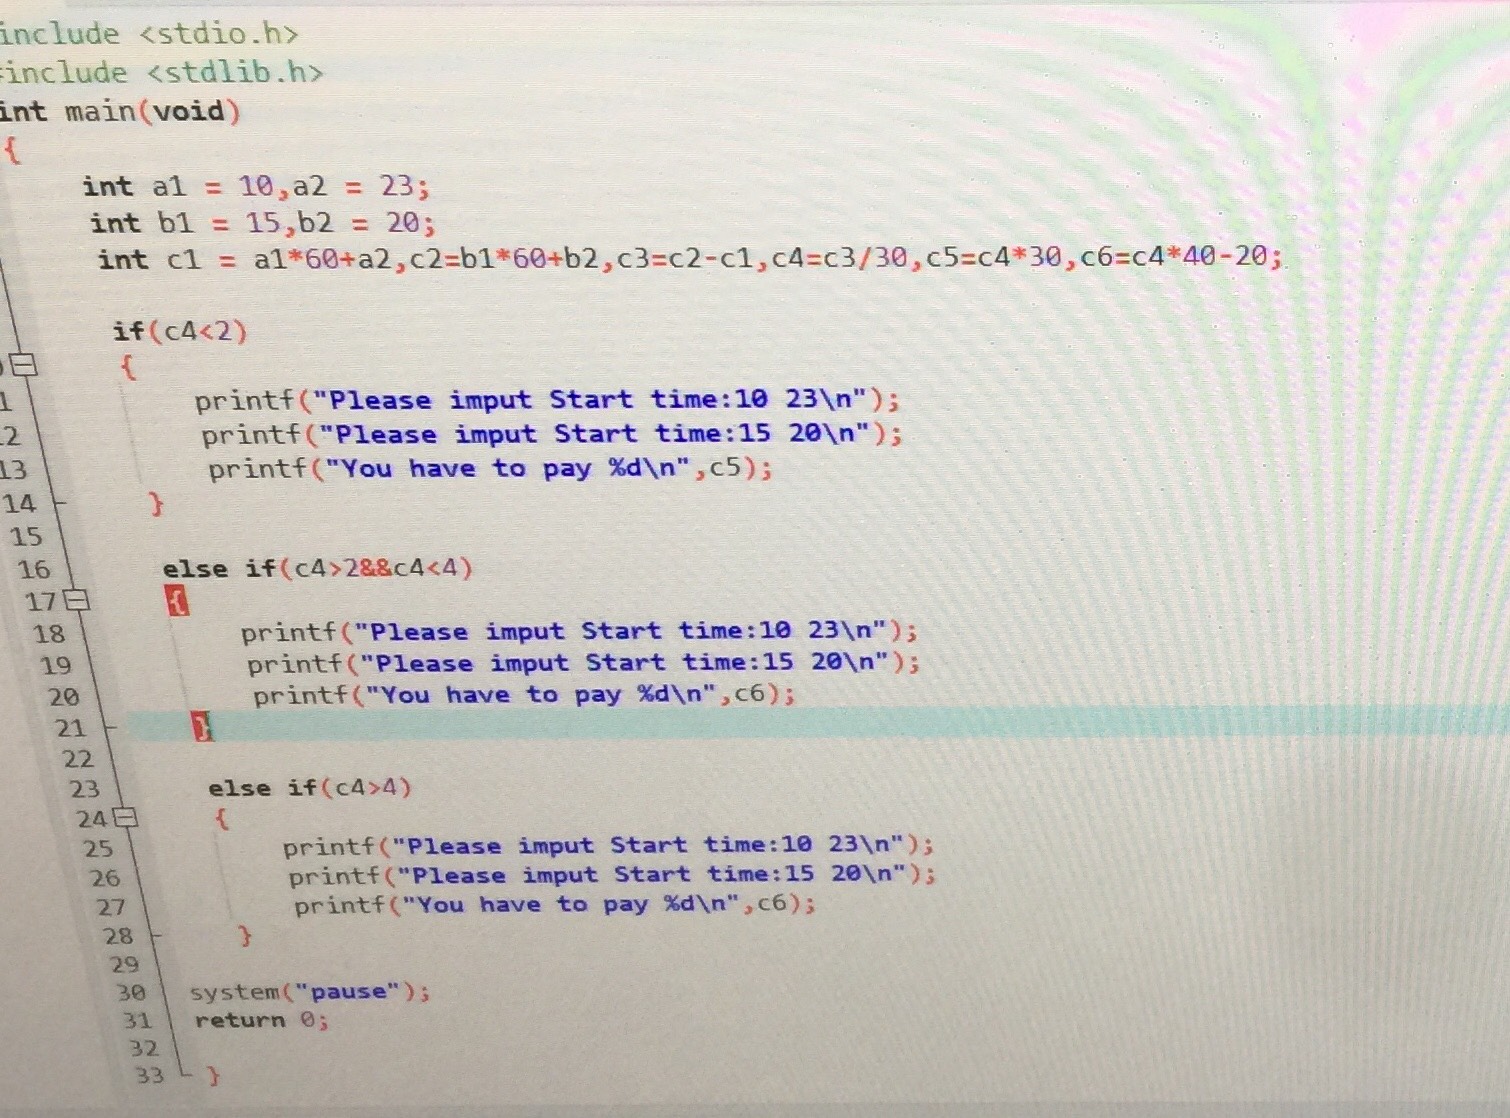 include <stdio.h>
#include <stdlib.h>
int main(void)
{
int a1 = 10,a2 = 23;
int b1 = 15,b2 = 20;
int c1 = a1*60+a2,c2=b1*60+b2,c3=c2-c1,c4=c3/30,c5=c4*30,c6=c4*40-20;
if(c4<2)
{
1 printf("Please imput Start time:10 23\n");
2 printf("Please imput Start time:15 20\n");
13 printf("You have to pay %d\n",c5);
14 }
15
16 else if(c4>2&&c4<4)
17 {
18 printf("Please imput Start time:10 23\n");
19 printf("Please imput Start time:15 20\n");
20 printf("You have to pay %d\n",c6);
21 }
22
23 else if(c4>4)
24 {
25 printf("Please imput Start time:10 23\n");
26 printf("Please imput Start time:15 20\n");
27 printf("You have to pay %d\n",c6);
28 }
29
30 system("pause");
31 return 0;
32
33 }